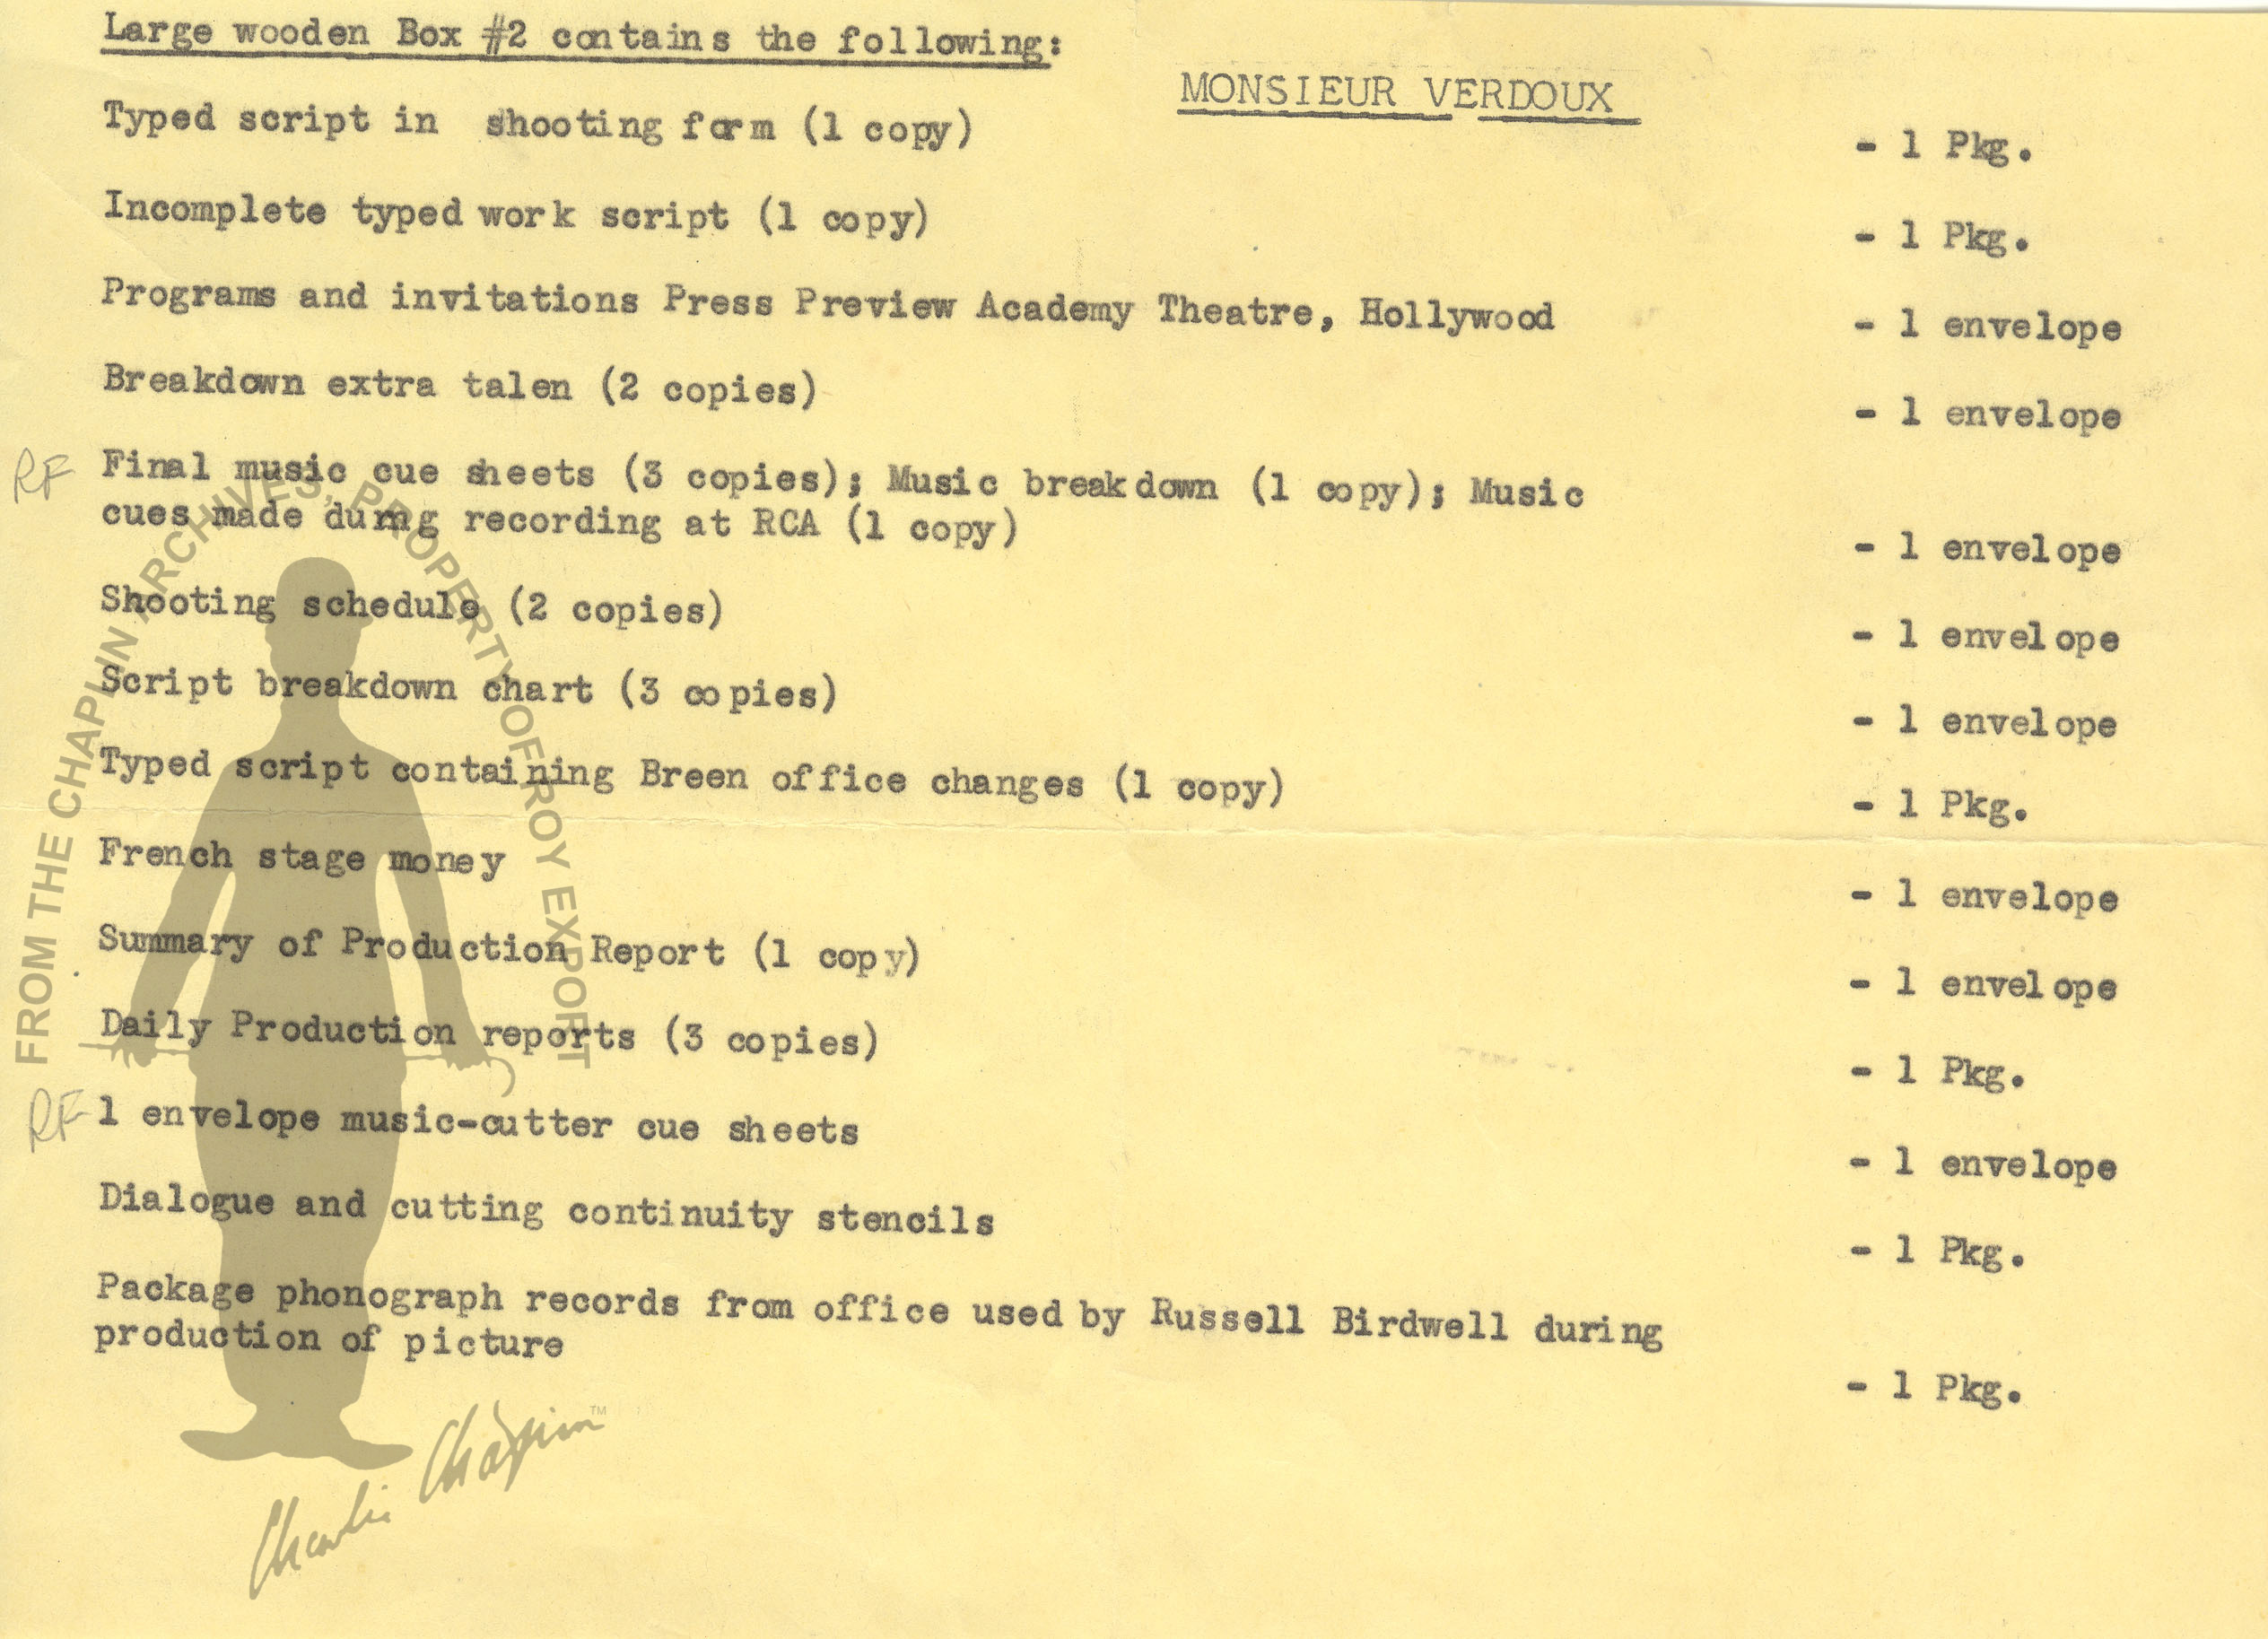 Large wooden Box #2 contains the following:
MONSIEUR VERDOUX
Typed script in shooting form (1 copy) - 1 Pkg.
Incomplete typed work script (1 copy) - 1 Pkg.
Programs and invitations Press Preview Academy Theatre, Hollywood - 1 envelope
Breakdown extra talen (2 copies) - 1 envelope
RF Final music cue sheets (3 copies); Music breakdown (1 copy); Music
cues made durng recording at RCA (1 copy) - 1 envelope
Shooting schedule (2 copies) - 1 envelope
Script breakdown chart (3 copies) - 1 envelope
Typed script containing Breen office changes (1 copy) - 1 Pkg.
French stage money - 1 envelope
Summary of Production Report (1 copy) - 1 envelope
Daily Production reports (3 copies) - 1 Pkg.
RF 1 envelope music-cutter cue sheets - 1 envelope
Dialogue and cutting continuity stencils - 1 Pkg.
Package phonograph records from office used by Russell Birdwell during
production of picture - 1 Pkg.
FROM THE CHAPLIN ARCHIVES, PROPERTY OF ROY EXPORT
Charlie Chaplin™